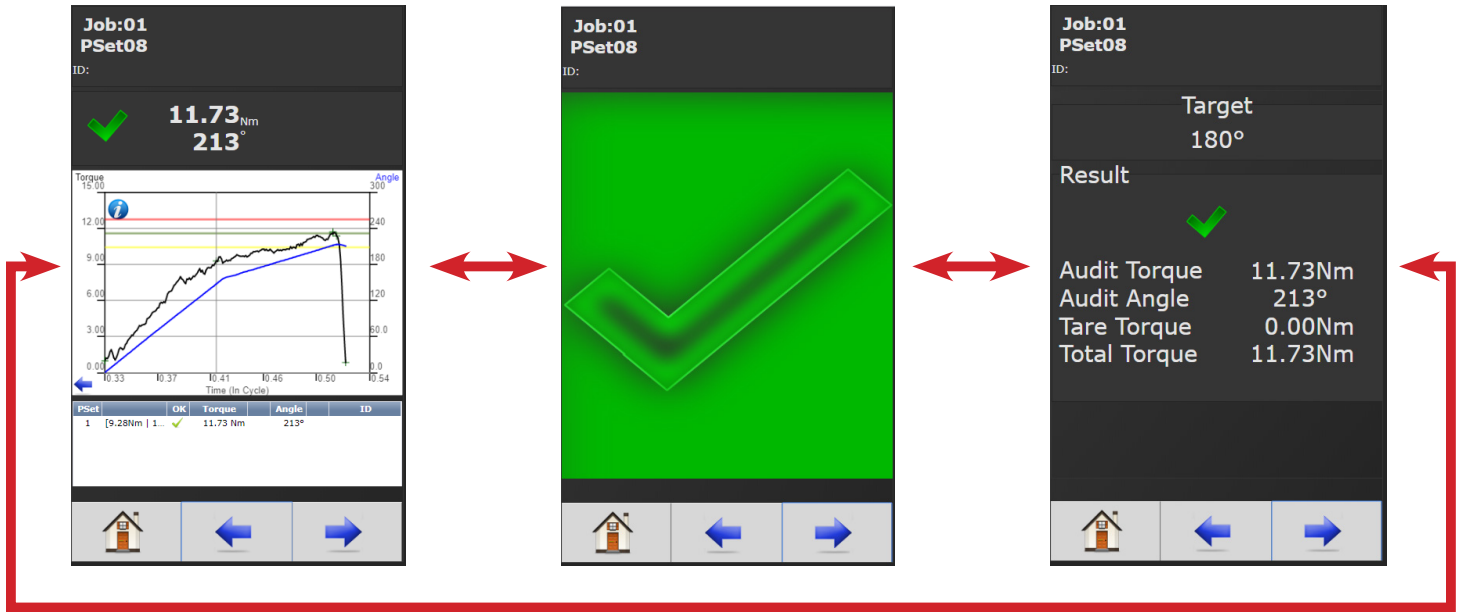 Job:01
PSet08
ID:
11.73Nm
213°
Torque
Angle
15.00
300
12.00
240
9.00
180
6.00
120
3.00
60.0
0.00
0.0
0.33 0.37 0.41 0.46 0.50 0.54
Time (In Cycle)
PSet OK Torque Angle ID
1 [9.28Nm | 1... 11.73 Nm 213°
Job:01
PSet08
ID:
Job:01
PSet08
ID:
Target
180°
Result
Audit Torque 11.73Nm
Audit Angle 213°
Tare Torque 0.00Nm
Total Torque 11.73Nm